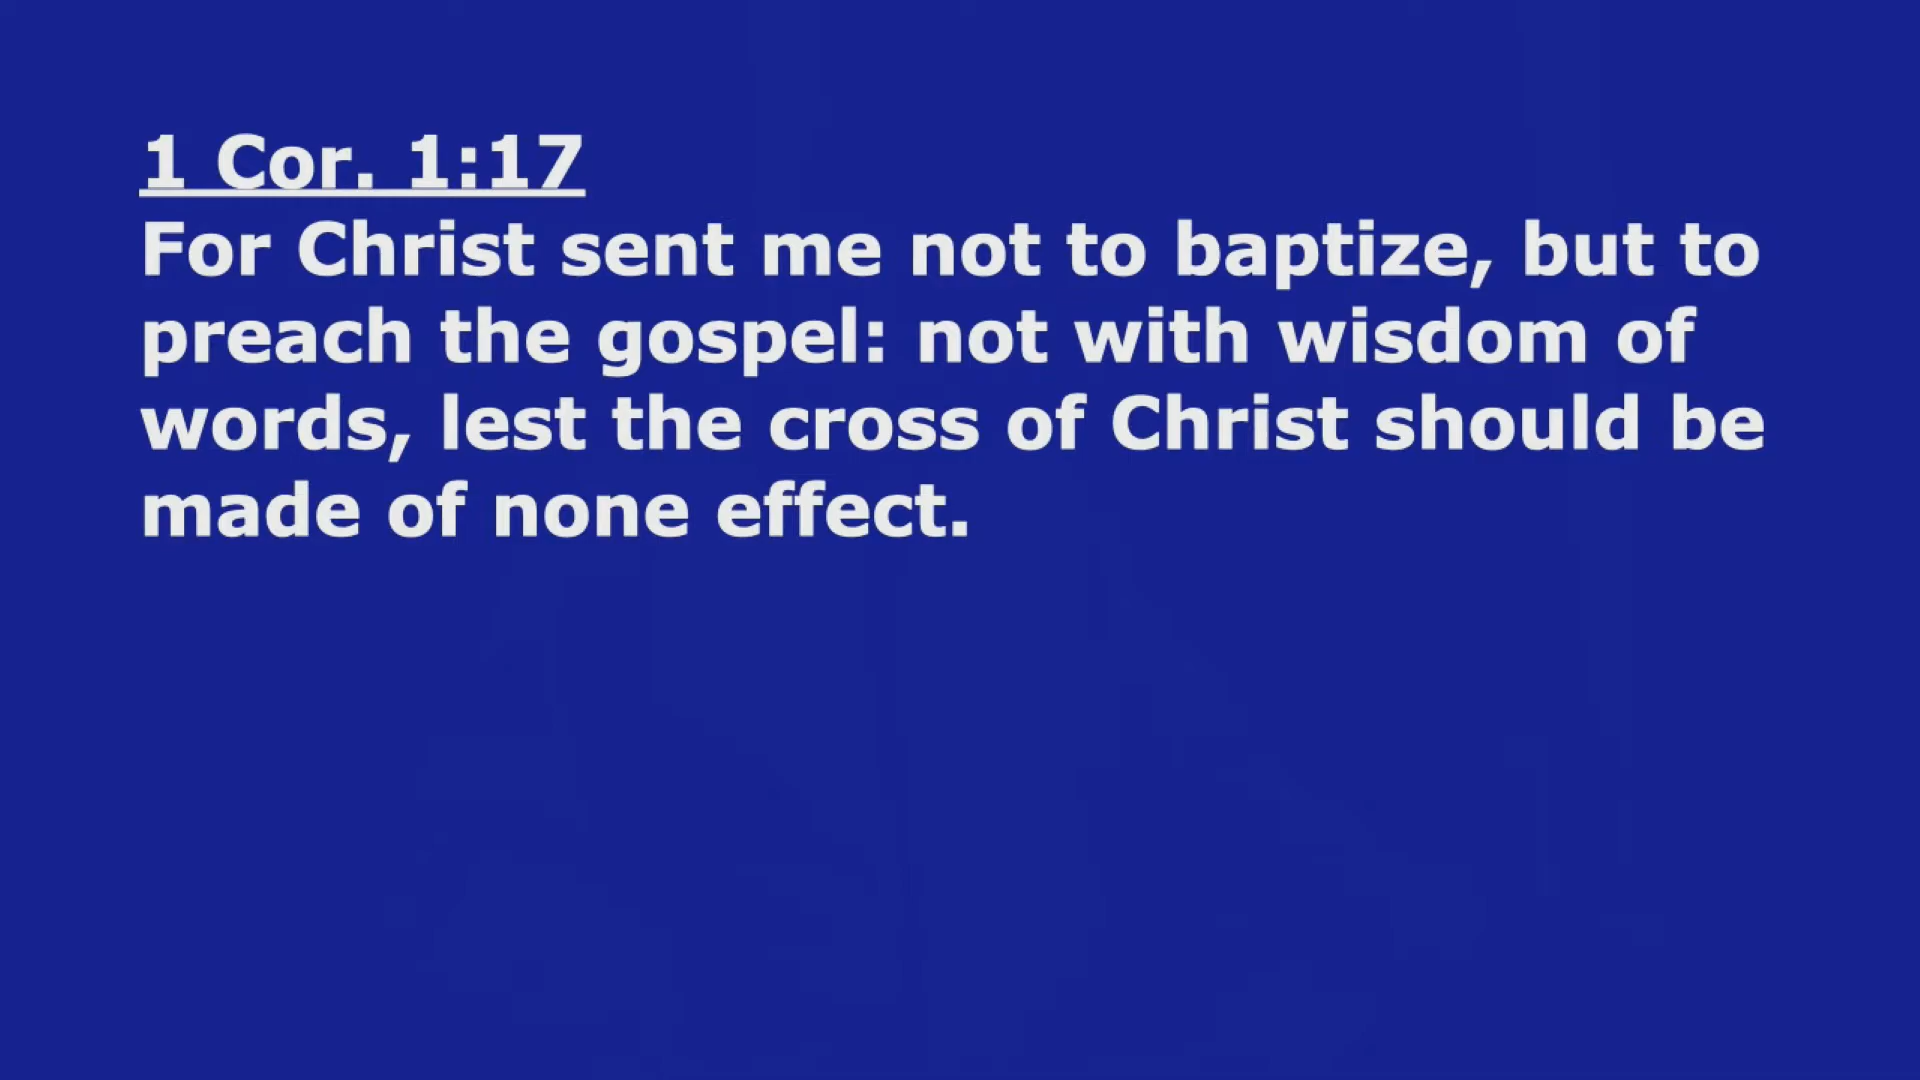 1 Cor. 1:17
For Christ sent me not to baptize, but to
preach the gospel: not with wisdom of
words, lest the cross of Christ should be
made of none effect.